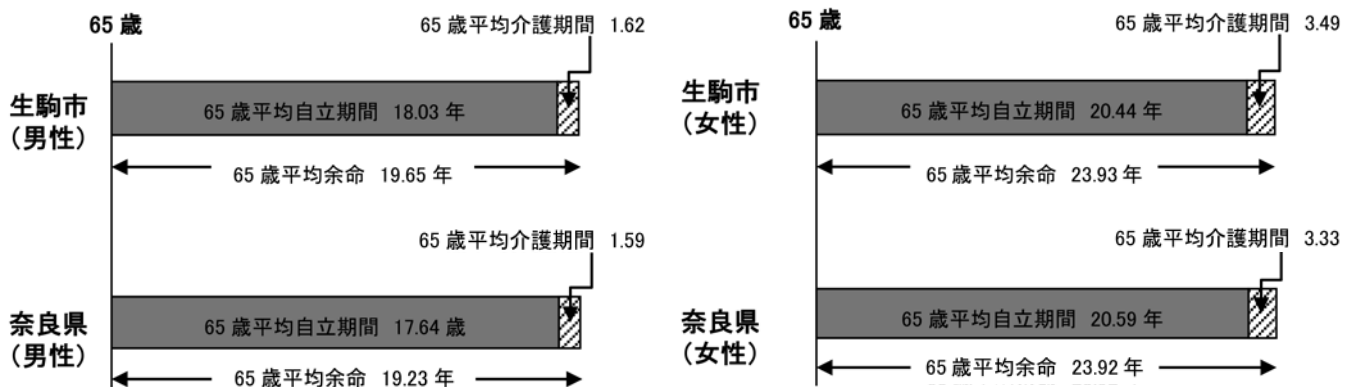 65 歳
65 歳平均介護期間 1.62
生駒市
（男性）
65 歳平均自立期間 18.03 年
65 歳平均余命 19.65 年
65 歳平均介護期間 1.59
奈良県
（男性）
65 歳平均自立期間 17.64 歳
65 歳平均余命 19.23 年
65 歳
65 歳平均介護期間 3.49
生駒市
（女性）
65 歳平均自立期間 20.44 年
65 歳平均余命 23.93 年
65 歳平均介護期間 3.33
奈良県
（女性）
65 歳平均自立期間 20.59 年
65 歳平均余命 23.92 年